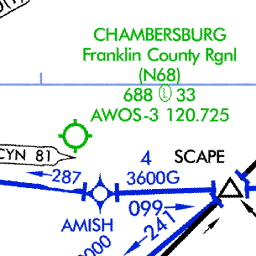 CHAMBERSBURG
Franklin County Rgnl
(N68)
688 Ⓛ 33
AWOS-3 120.725
CYN 81
4
SCAPE
287
3600G
099
AMISH
241